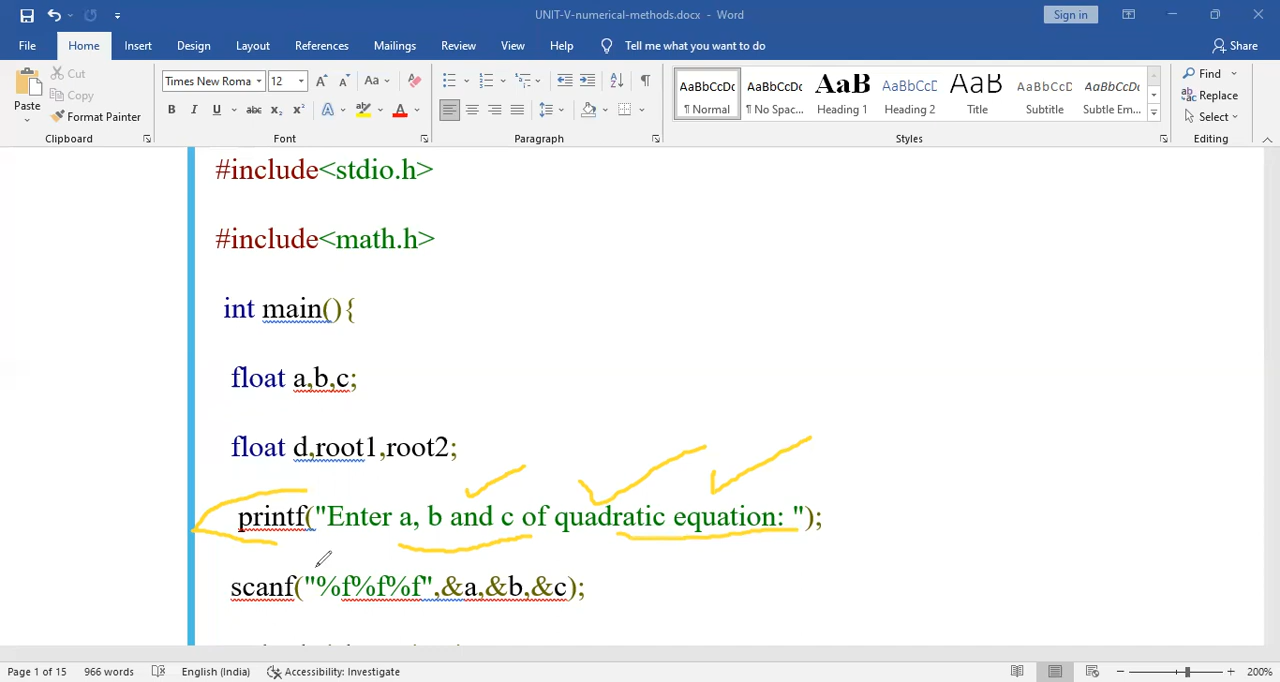 UNIT-V-numerical-methods.docx - Word
Sign in
File Home Insert Design Layout References Mailings Review View Help Tell me what you want to do Share
Paste
Cut
Copy
Format Painter
Clipboard
Times New Roma 12
Font
Paragraph
AaBbCcDc AaBbCcDc AaB AaBbCcD AaB AaBbCcD AaBbCcDc
¶ Normal ¶ No Spac... Heading 1 Heading 2 Title Subtitle Subtle Em...
Styles
Find
Replace
Select
Editing
#include<stdio.h>
#include<math.h>
int main(){
float a,b,c;
float d,root1,root2;
printf("Enter a, b and c of quadratic equation: ");
scanf("%f%f%f",&a,&b,&c);
Page 1 of 15 966 words English (India) Accessibility: Investigate 200%